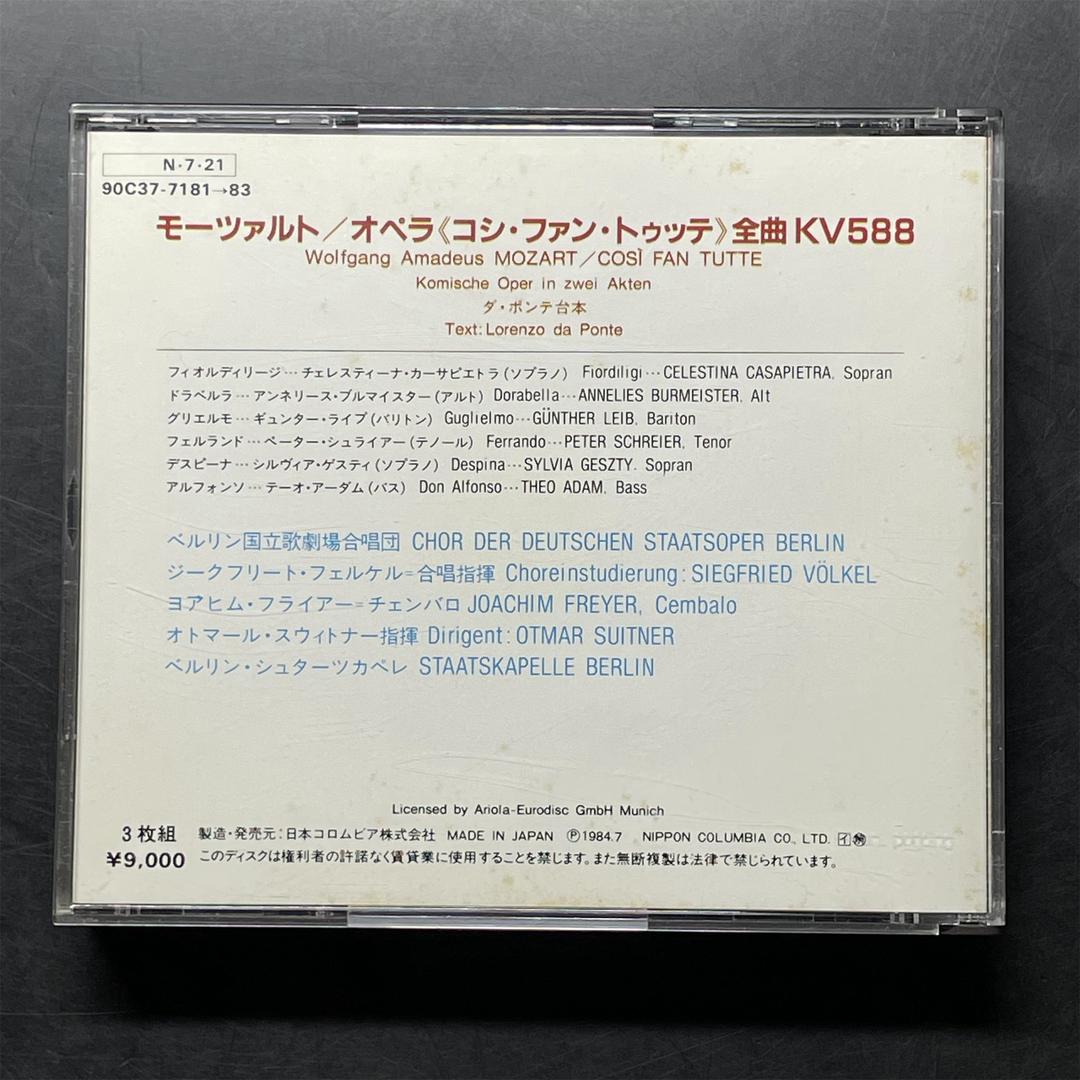 N・7・21
90C37-7181→83
モーツァルト／オペラ《コシ・ファン・トゥッテ》全曲 KV588
Wolfgang Amadeus MOZART／COSÌ FAN TUTTE
Komische Oper in zwei Akten
ダ・ポンテ台本
Text: Lorenzo da Ponte
フィオルディリージ…チェレスティーナ・カーサピエトラ(ソプラノ) Fiordiligi…CELESTINA CASAPIETRA, Sopran
ドラベルラ…アンネリース・ブルマイスター(アルト) Dorabella…ANNELIES BURMEISTER, Alt
グリエルモ…ギュンター・ライプ(バリトン) Guglielmo…GÜNTHER LEIB, Bariton
フェルランド…ペーター・シュライアー(テノール) Ferrando…PETER SCHREIER, Tenor
デスピーナ…シルヴィア・ゲスティ(ソプラノ) Despina…SYLVIA GESZTY, Sopran
アルフォンソ…テーオ・アーダム(バス) Don Alfonso…THEO ADAM, Bass
ベルリン国立歌劇場合唱団 CHOR DER DEUTSCHEN STAATSOPER BERLIN
ジークフリート・フェルケル＝合唱指揮 Choreinstudierung: SIEGFRIED VÖLKEL
ヨアヒム・フライアー＝チェンバロ JOACHIM FREYER, Cembalo
オトマール・スウィトナー指揮 Dirigent: OTMAR SUITNER
ベルリン・シュターツカペレ STAATSKAPELLE BERLIN
Licensed by Ariola-Eurodisc GmbH Munich
3枚組 製造・発売元：日本コロムビア株式会社 MADE IN JAPAN Ⓟ1984.7 NIPPON COLUMBIA CO., LTD.
¥9,000 このディスクは権利者の許諾なく賃貸業に使用することを禁じます。また無断複製は法律で禁じられています。